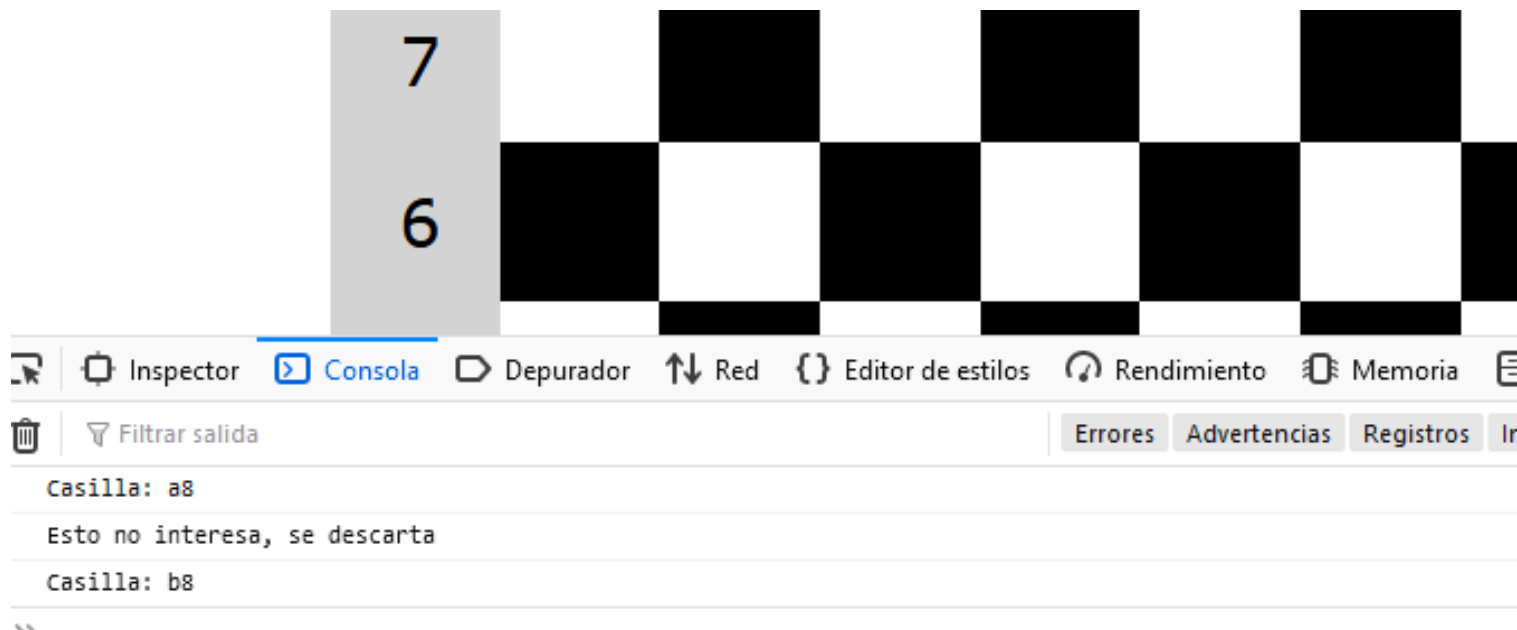 7
6
Inspector Consola Depurador Red Editor de estilos Rendimiento Memoria
Filtrar salida Errores Advertencias Registros
Casilla: a8
Esto no interesa, se descarta
Casilla: b8